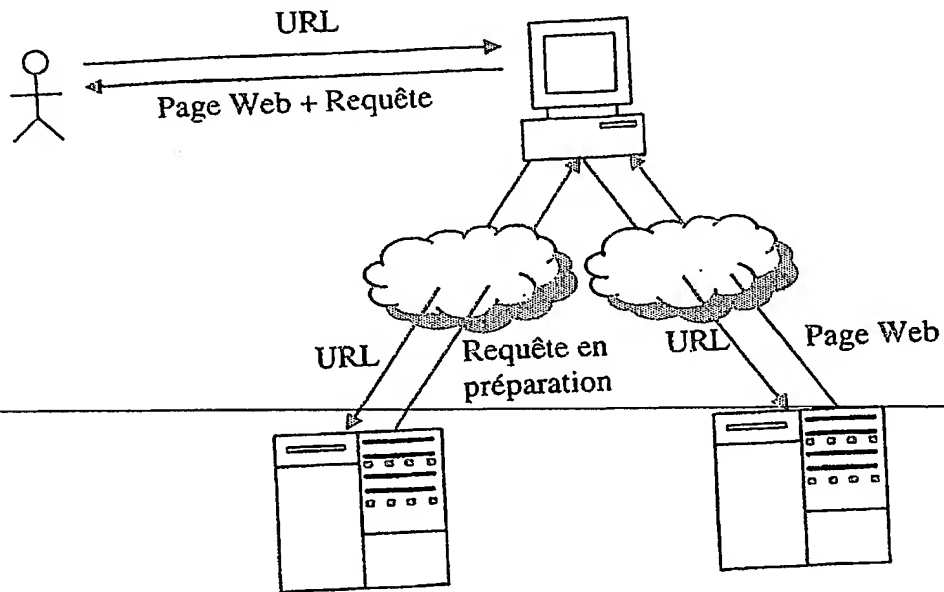 URL
Page Web + Requête
URL
Requête en
préparation
URL
Page Web